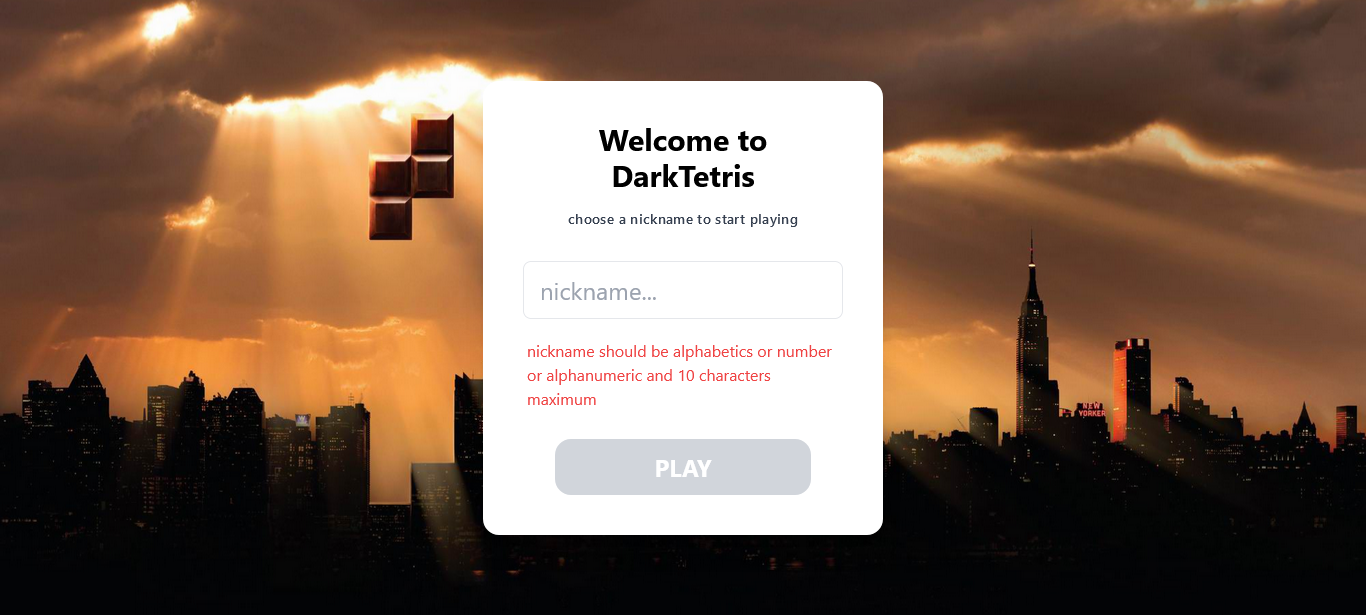 Welcome to
DarkTetris
choose a nickname to start playing
nickname...
nickname should be alphabetics or number
or alphanumeric and 10 characters
maximum
NEW
YORKER
PLAY